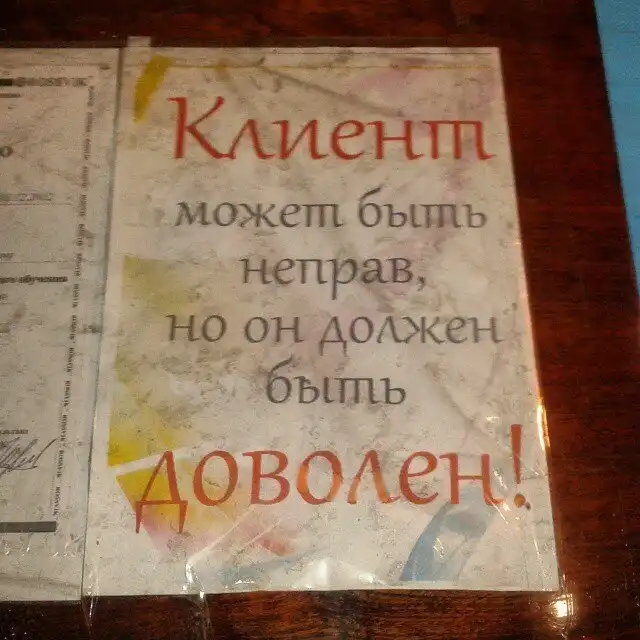 Клиент
может быть
неправ,
но он должен
быть
доволен!